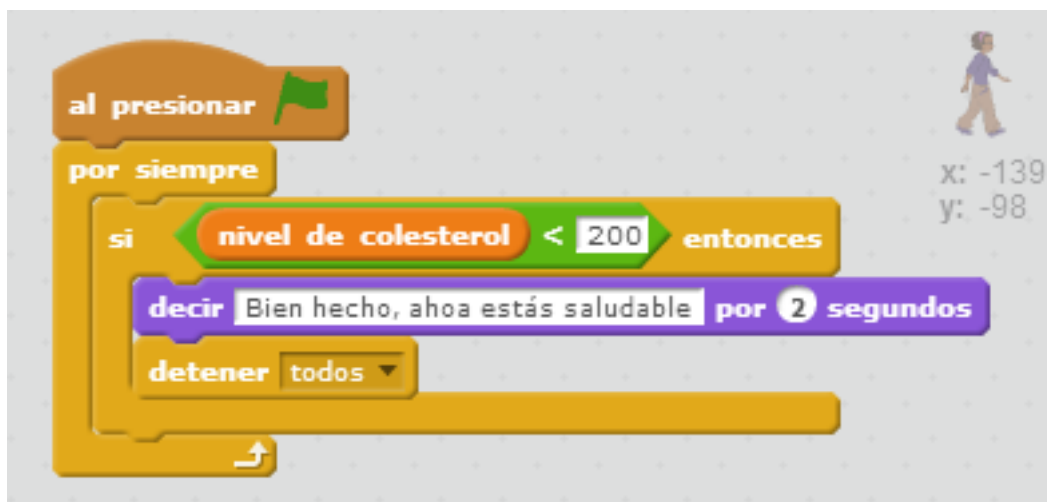 al presionar
por siempre
x: -139
y: -98
si nivel de colesterol < 200 entonces
decir Bien hecho, ahoa estás saludable por 2 segundos
detener todos